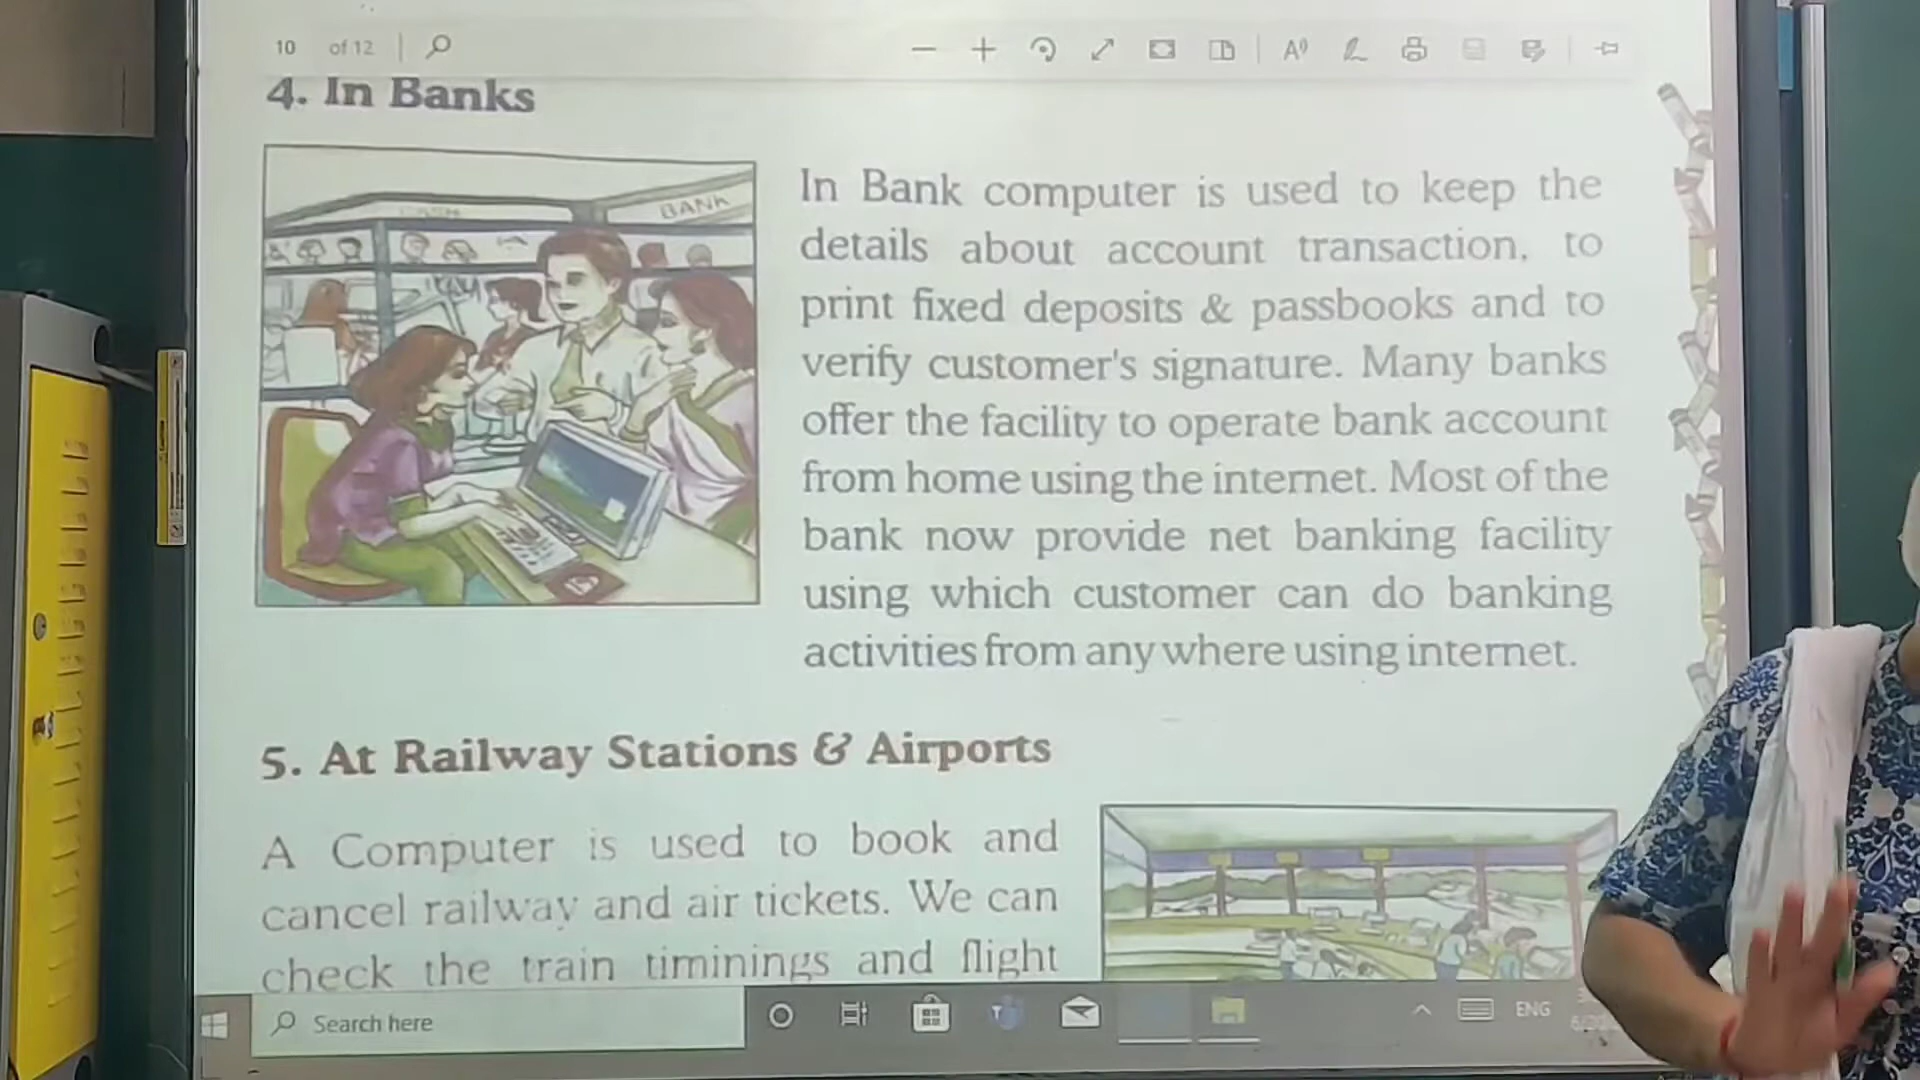 10 of 12
4. In Banks
BANK
In Bank computer is used to keep the
details about account transaction, to
print fixed deposits & passbooks and to
verify customer's signature. Many banks
offer the facility to operate bank account
from home using the internet. Most of the
bank now provide net banking facility
using which customer can do banking
activities from any where using internet.
5. At Railway Stations & Airports
A Computer is used to book and
cancel railway and air tickets. We can
check the train timinings and flight
Search here
ENG